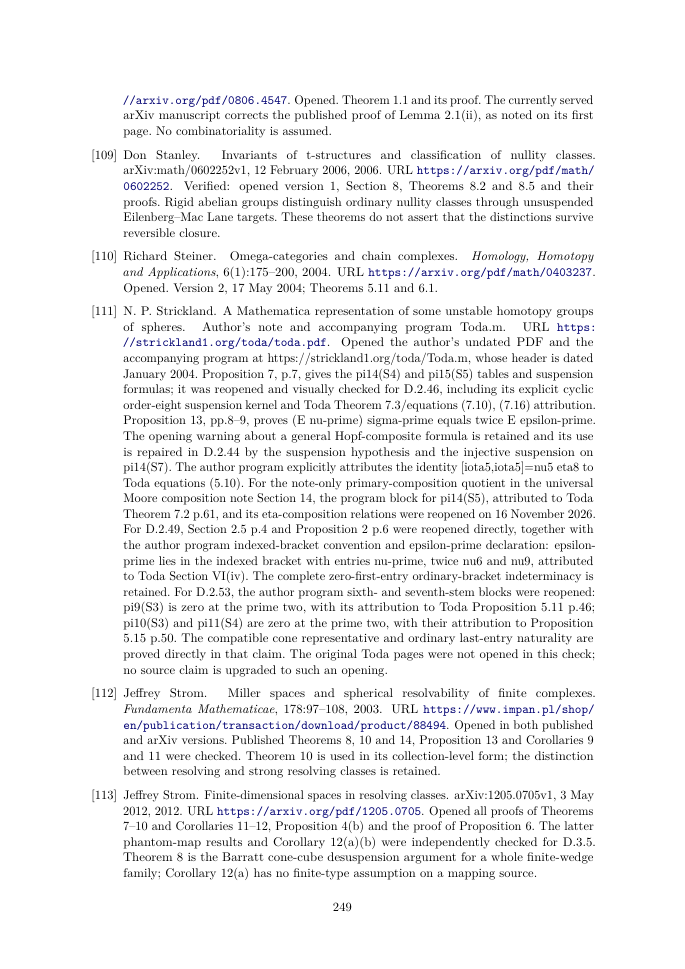 //arxiv.org/pdf/0806.4547. Opened. Theorem 1.1 and its proof. The currently served
arXiv manuscript corrects the published proof of Lemma 2.1(ii), as noted on its first
page. No combinatoriality is assumed.
[109] Don Stanley. Invariants of t-structures and classification of nullity classes.
arXiv:math/0602252v1, 12 February 2006, 2006. URL https://arxiv.org/pdf/math/
0602252. Verified: opened version 1, Section 8, Theorems 8.2 and 8.5 and their
proofs. Rigid abelian groups distinguish ordinary nullity classes through unsuspended
Eilenberg–Mac Lane targets. These theorems do not assert that the distinctions survive
reversible closure.
[110] Richard Steiner. Omega-categories and chain complexes. Homology, Homotopy
and Applications, 6(1):175–200, 2004. URL https://arxiv.org/pdf/math/0403237.
Opened. Version 2, 17 May 2004; Theorems 5.11 and 6.1.
[111] N. P. Strickland. A Mathematica representation of some unstable homotopy groups
of spheres. Author's note and accompanying program Toda.m. URL https:
//strickland1.org/toda/toda.pdf. Opened the author's undated PDF and the
accompanying program at https://strickland1.org/toda/Toda.m, whose header is dated
January 2004. Proposition 7, p.7, gives the pi14(S4) and pi15(S5) tables and suspension
formulas; it was reopened and visually checked for D.2.46, including its explicit cyclic
order-eight suspension kernel and Toda Theorem 7.3/equations (7.10), (7.16) attribution.
Proposition 13, pp.8–9, proves (E nu-prime) sigma-prime equals twice E epsilon-prime.
The opening warning about a general Hopf-composite formula is retained and its use
is repaired in D.2.44 by the suspension hypothesis and the injective suspension on
pi14(S7). The author program explicitly attributes the identity [iota5,iota5]=nu5 eta8 to
Toda equations (5.10). For the note-only primary-composition quotient in the universal
Moore composition note Section 14, the program block for pi14(S5), attributed to Toda
Theorem 7.2 p.61, and its eta-composition relations were reopened on 16 November 2026.
For D.2.49, Section 2.5 p.4 and Proposition 2 p.6 were reopened directly, together with
the author program indexed-bracket convention and epsilon-prime declaration: epsilon-
prime lies in the indexed bracket with entries nu-prime, twice nu6 and nu9, attributed
to Toda Section VI(iv). The complete zero-first-entry ordinary-bracket indeterminacy is
retained. For D.2.53, the author program sixth- and seventh-stem blocks were reopened:
pi9(S3) is zero at the prime two, with its attribution to Toda Proposition 5.11 p.46;
pi10(S3) and pi11(S4) are zero at the prime two, with their attribution to Proposition
5.15 p.50. The compatible cone representative and ordinary last-entry naturality are
proved directly in that claim. The original Toda pages were not opened in this check;
no source claim is upgraded to such an opening.
[112] Jeffrey Strom. Miller spaces and spherical resolvability of finite complexes.
Fundamenta Mathematicae, 178:97–108, 2003. URL https://www.impan.pl/shop/
en/publication/transaction/download/product/88494. Opened in both published
and arXiv versions. Published Theorems 8, 10 and 14, Proposition 13 and Corollaries 9
and 11 were checked. Theorem 10 is used in its collection-level form; the distinction
between resolving and strong resolving classes is retained.
[113] Jeffrey Strom. Finite-dimensional spaces in resolving classes. arXiv:1205.0705v1, 3 May
2012, 2012. URL https://arxiv.org/pdf/1205.0705. Opened all proofs of Theorems
7–10 and Corollaries 11–12, Proposition 4(b) and the proof of Proposition 6. The latter
phantom-map results and Corollary 12(a)(b) were independently checked for D.3.5.
Theorem 8 is the Barratt cone-cube desuspension argument for a whole finite-wedge
family; Corollary 12(a) has no finite-type assumption on a mapping source.
249